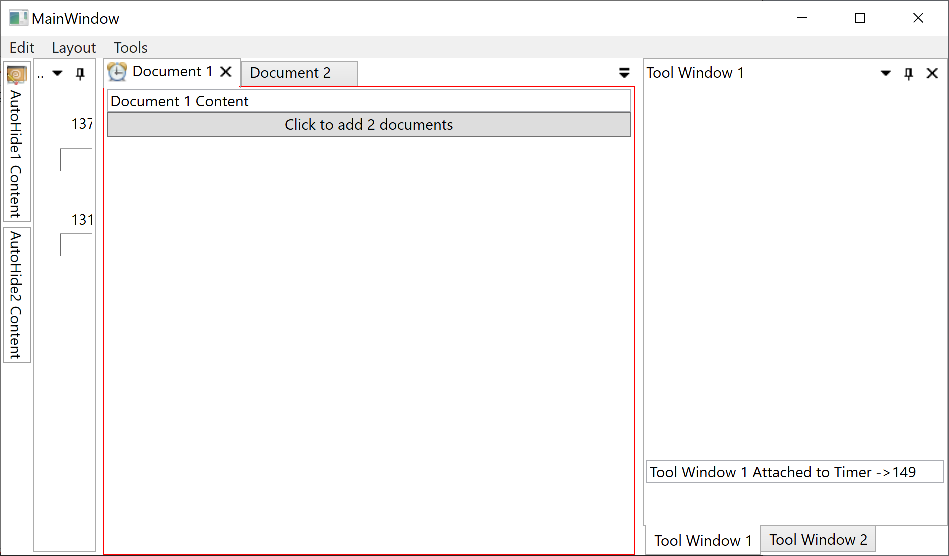 MainWindow
Edit Layout Tools
AutoHide1 Content
AutoHide2 Content
..
137
131
Document 1
Document 2
Document 1 Content
Click to add 2 documents
Tool Window 1
Tool Window 1 Attached to Timer ->149
Tool Window 1
Tool Window 2